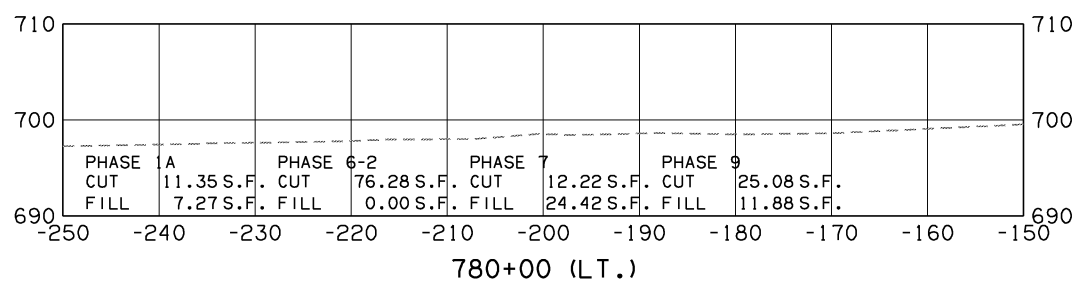 710 710
700 700
PHASE 1A PHASE 6-2 PHASE 7 PHASE 9
CUT 11.35 S.F. CUT 76.28 S.F. CUT 12.22 S.F. CUT 25.08 S.F.
FILL 7.27 S.F. FILL 0.00 S.F. FILL 24.42 S.F. FILL 11.88 S.F.
690 690
-250 -240 -230 -220 -210 -200 -190 -180 -170 -160 -150
780+00 (LT.)